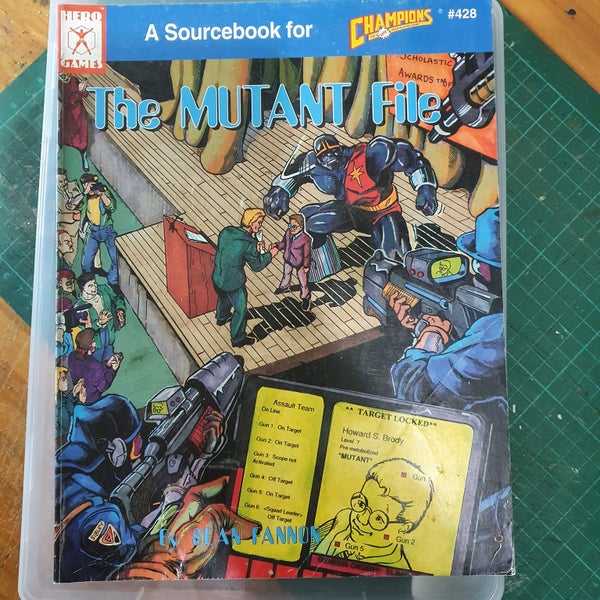 HERO
GAMES
A Sourcebook for
CHAMPIONS
#428
SCHOLASTIC
AWARDS
The MUTANT File
Assault Team
On Line
Gun 1: On Target
Gun 2: On Target
Gun 3: Scope not
Activated
Gun 4: Off Target
Gun 5: On Target
Gun 6: <Squad Leader>
Off Target
** TARGET LOCKED**
Howard S. Brody
Level 7
Pre metabolized
"MUTANT"
Gun
Gun 2
Gun 5
By SEAN FANNON